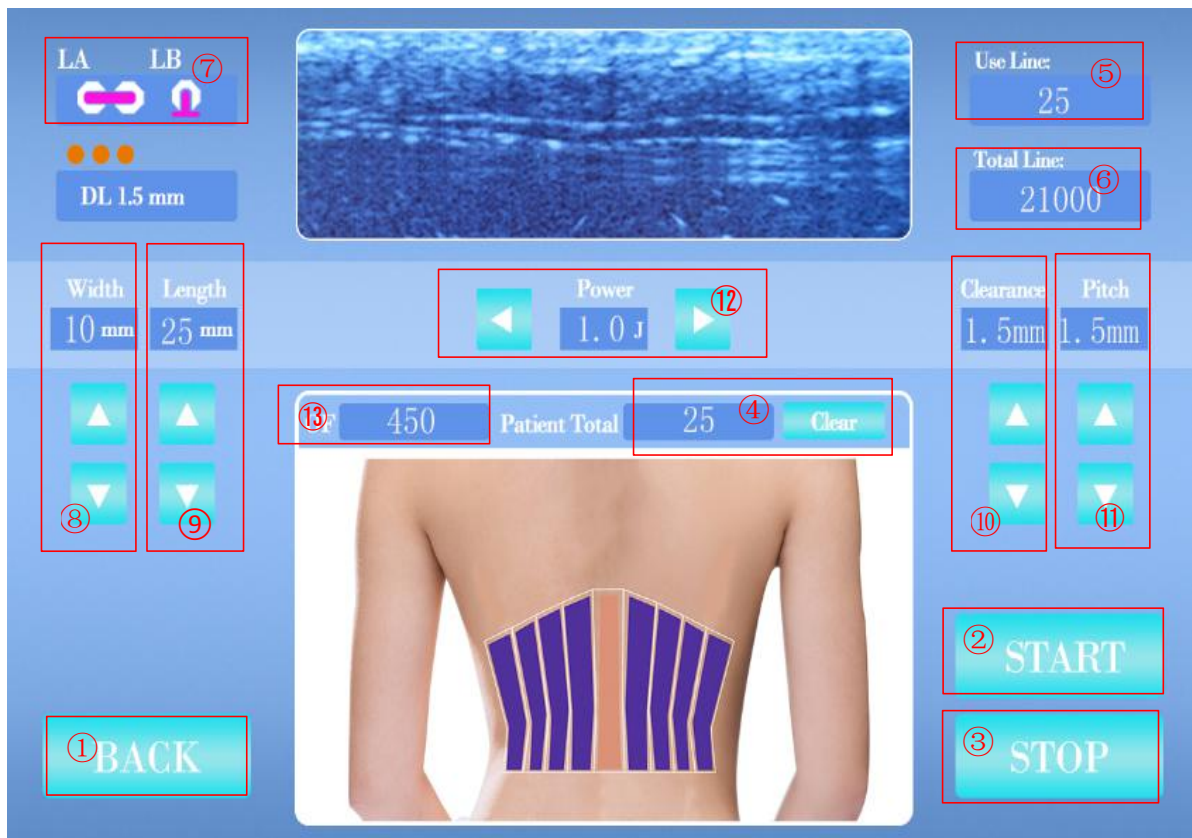 LA LB ⑦
DL 1.5 mm
Use Line: ⑤
25
Total Line:
21000 ⑥
Width
10 mm
⑧
Length
25 mm
⑨
Power ⑫
1.0 J
Clearance
1.5mm
⑩
Pitch
1.5mm
⑪
⑬ 450 Patient Total 25 ④ Clear
② START
③ STOP
① BACK